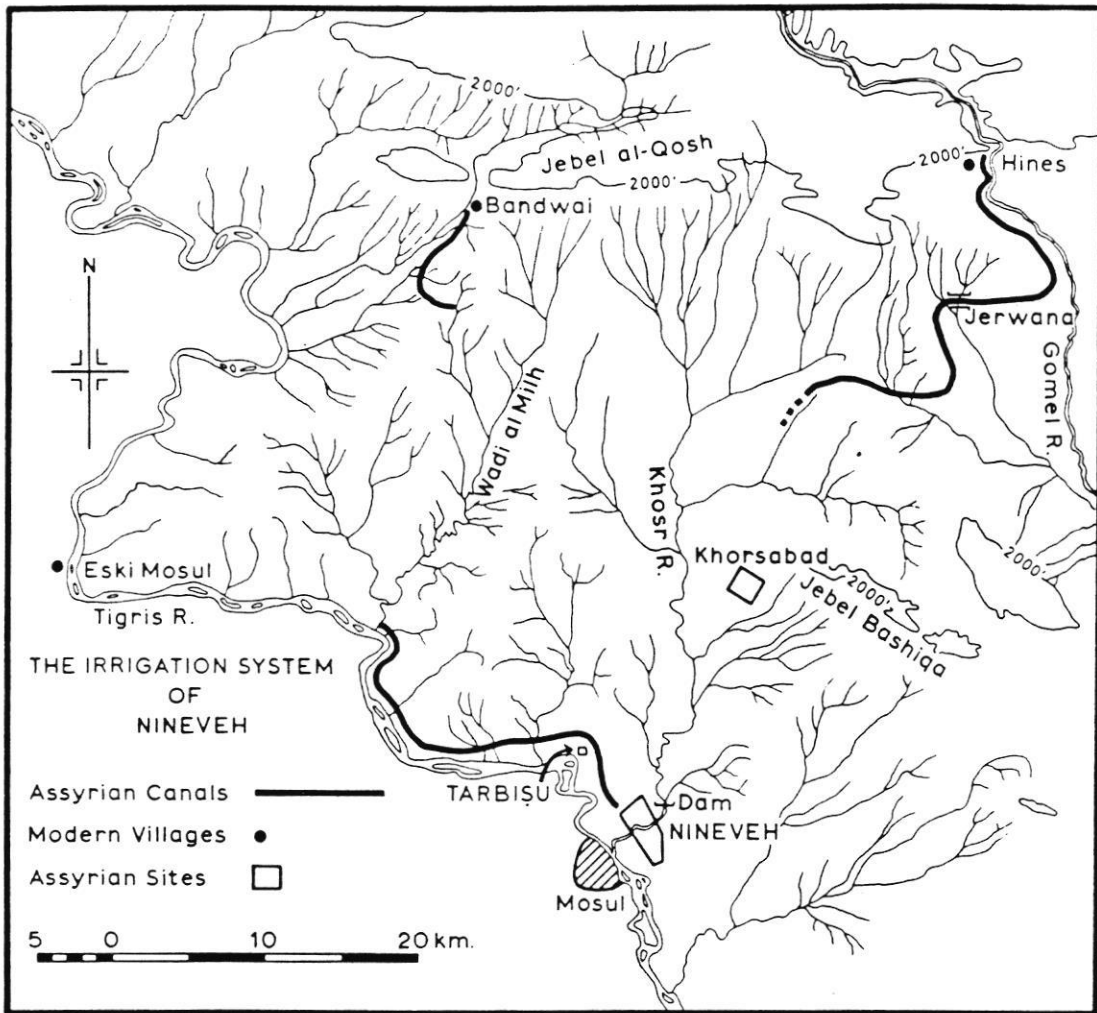 2000'
Jebel al-Qosh
2000'
2000'
Hines
Bandwai
N
Jerwana
Gomel R.
Wadi al Milh
Khosr R.
Khorsabad
2000'
2000'
Jebel Bashiqa
Eski Mosul
Tigris R.
THE IRRIGATION SYSTEM
OF
NINEVEH
TARBIṢU
Assyrian Canals
Dam
Modern Villages
NINEVEH
Assyrian Sites
Mosul
5 0 10 20 km.